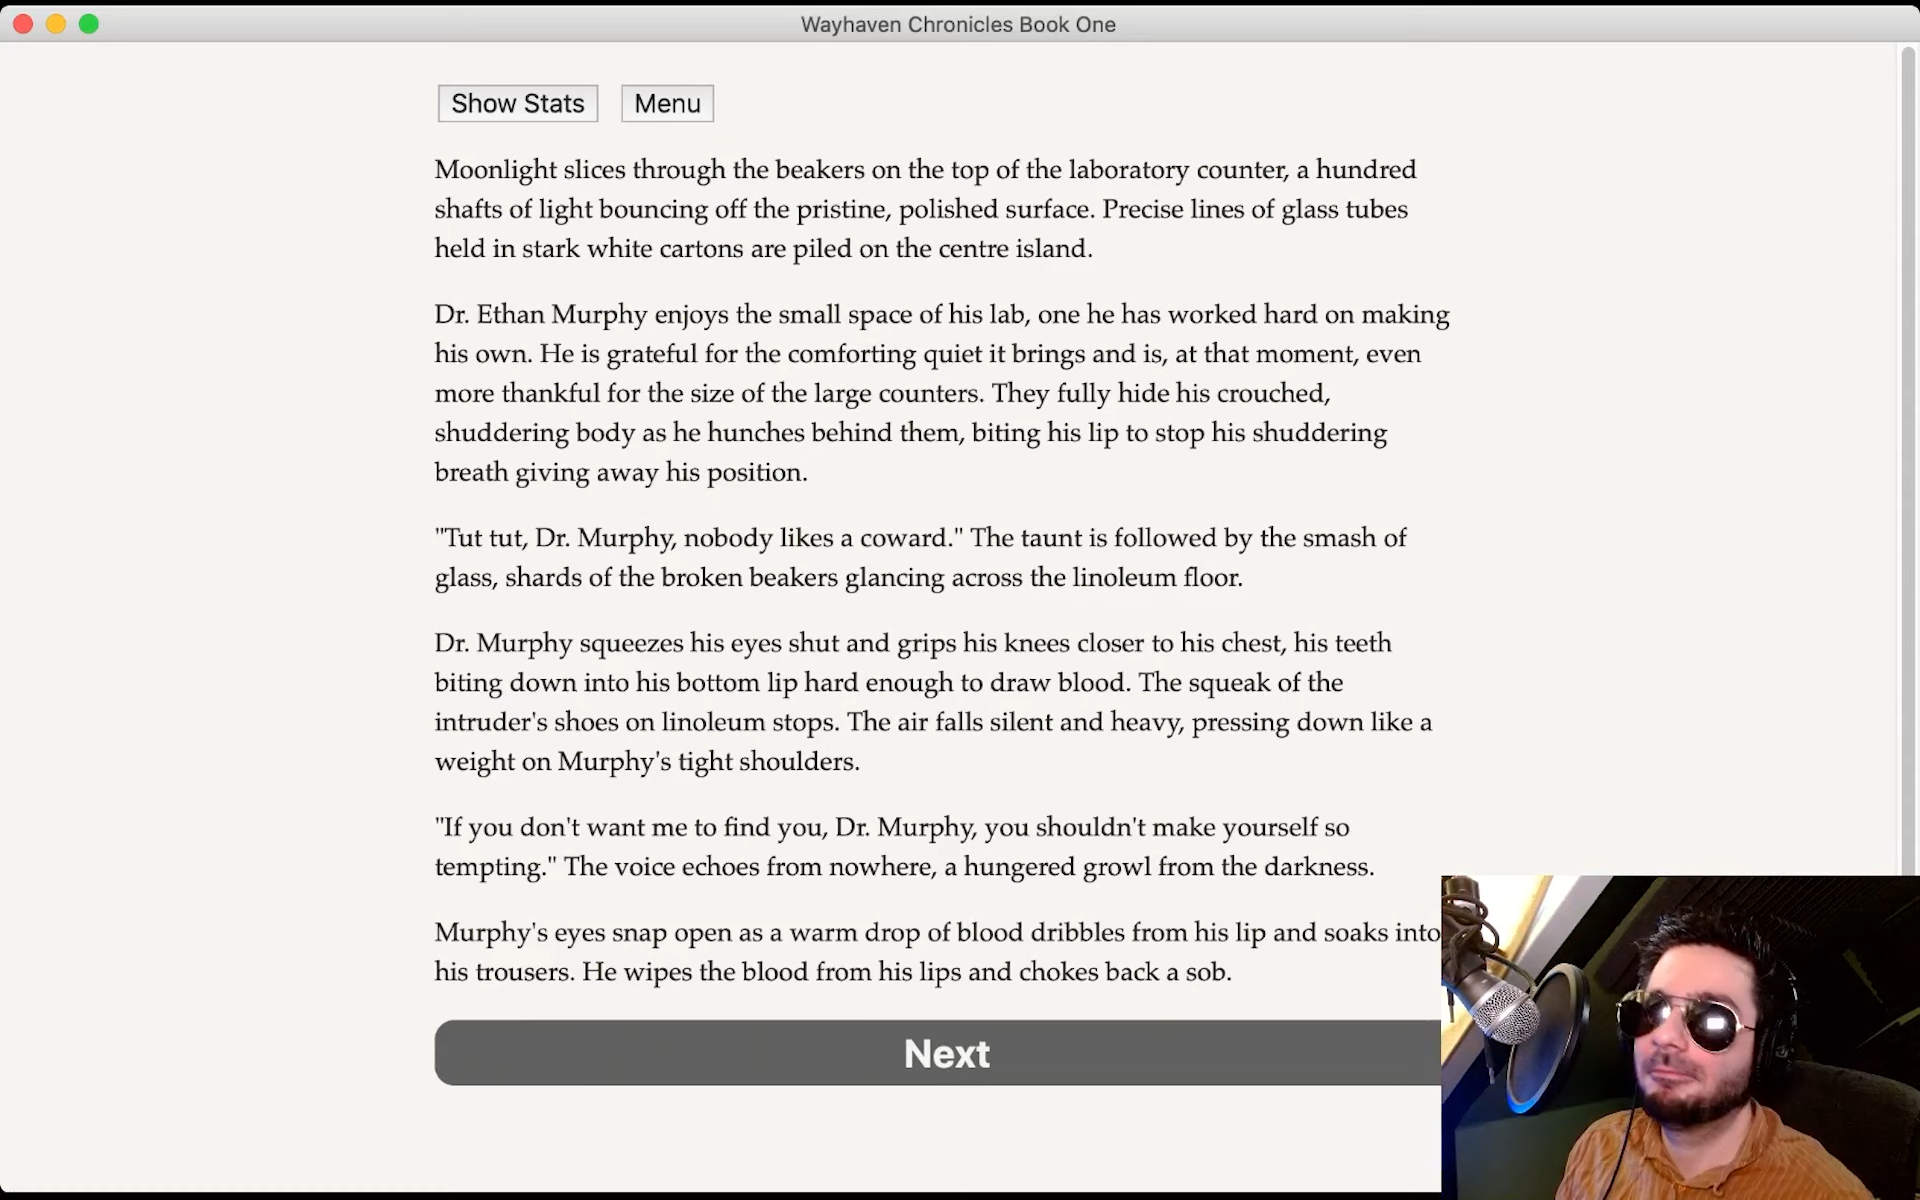 Wayhaven Chronicles Book One
Show Stats Menu
Moonlight slices through the beakers on the top of the laboratory counter, a hundred
shafts of light bouncing off the pristine, polished surface. Precise lines of glass tubes
held in stark white cartons are piled on the centre island.
Dr. Ethan Murphy enjoys the small space of his lab, one he has worked hard on making
his own. He is grateful for the comforting quiet it brings and is, at that moment, even
more thankful for the size of the large counters. They fully hide his crouched,
shuddering body as he hunches behind them, biting his lip to stop his shuddering
breath giving away his position.
"Tut tut, Dr. Murphy, nobody likes a coward." The taunt is followed by the smash of
glass, shards of the broken beakers glancing across the linoleum floor.
Dr. Murphy squeezes his eyes shut and grips his knees closer to his chest, his teeth
biting down into his bottom lip hard enough to draw blood. The squeak of the
intruder's shoes on linoleum stops. The air falls silent and heavy, pressing down like a
weight on Murphy's tight shoulders.
"If you don't want me to find you, Dr. Murphy, you shouldn't make yourself so
tempting." The voice echoes from nowhere, a hungered growl from the darkness.
Murphy's eyes snap open as a warm drop of blood dribbles from his lip and soaks into
his trousers. He wipes the blood from his lips and chokes back a sob.
Next